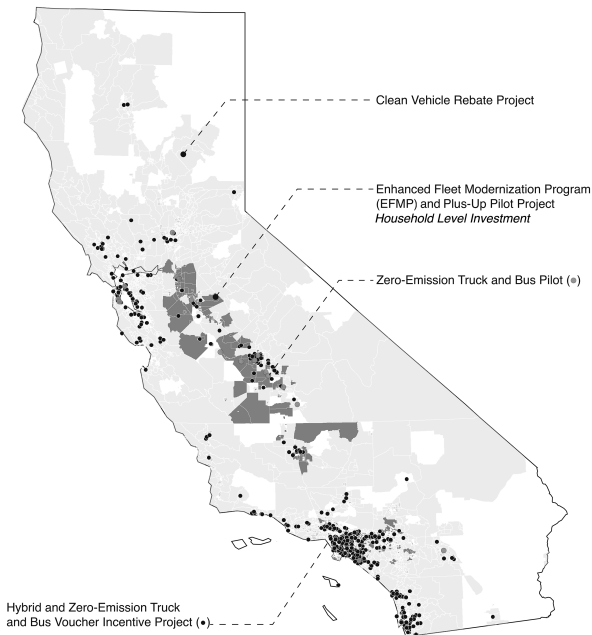 Clean Vehicle Rebate Project
Enhanced Fleet Modernization Program
(EFMP) and Plus-Up Pilot Project
Household Level Investment
Zero-Emission Truck and Bus Pilot (●)
Hybrid and Zero-Emission Truck
and Bus Voucher Incentive Project (•)